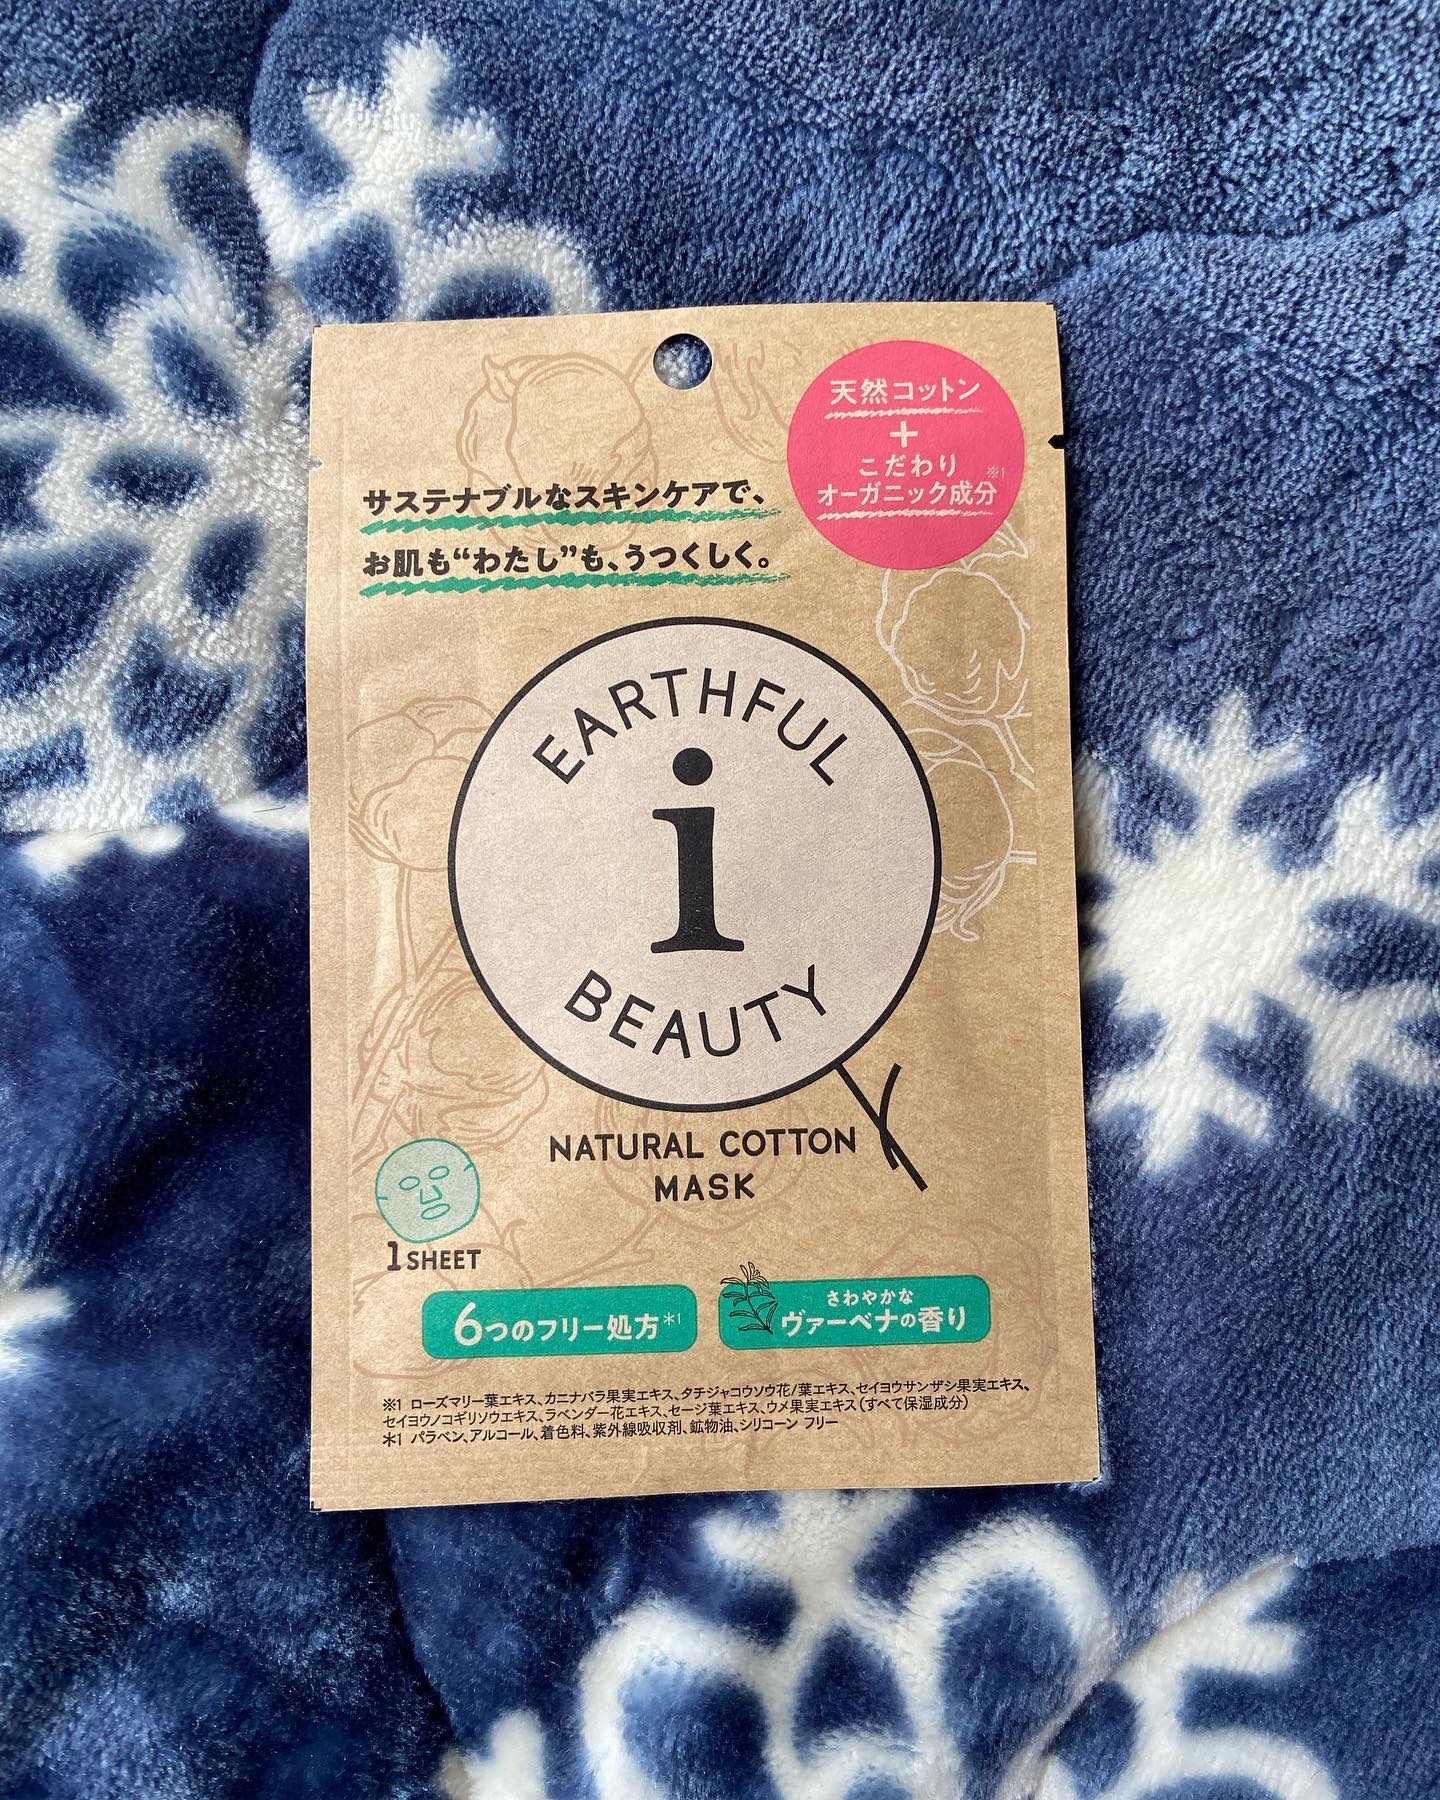 天然コットン
+
こだわり
オーガニック成分※1
サステナブルなスキンケアで、
お肌も“わたし”も、うつくしく。
EARTHFUL
i
BEAUTY
NATURAL COTTON
MASK
1 SHEET
6つのフリー処方*1
さわやかな
ヴァーベナの香り
※1 ローズマリー葉エキス、カニナバラ果実エキス、タチジャコウソウ花/葉エキス、セイヨウサンザシ果実エキス、
セイヨウノコギリソウエキス、ラベンダー花エキス、セージ葉エキス、ウメ果実エキス(すべて保湿成分)
*1 パラベン、アルコール、着色料、紫外線吸収剤、鉱物油、シリコーン フリー